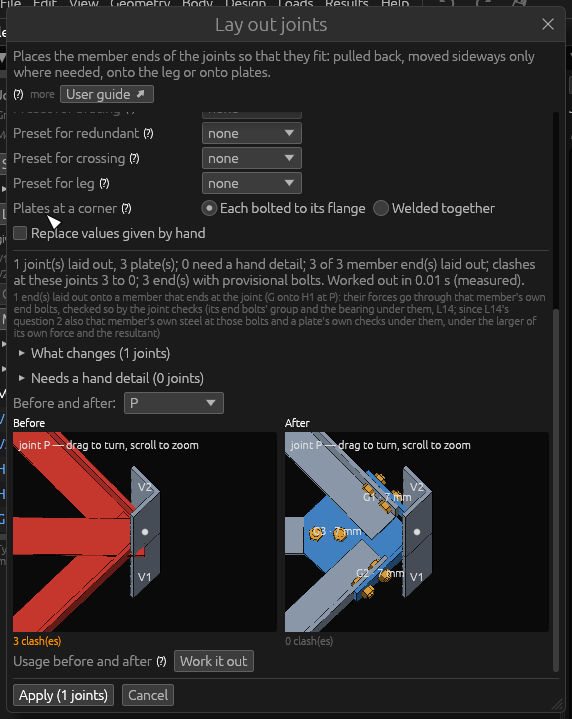 File Edit View Geometry Body Design Loads Results Help
Lay out joints
Places the member ends of the joints so that they fit: pulled back, moved sideways only
where needed, onto the leg or onto plates.
(?) more User guide
none
Preset for redundant (?) none
Preset for crossing (?) none
Preset for leg (?) none
Plates at a corner (?) Each bolted to its flange Welded together
Replace values given by hand
1 joint(s) laid out, 3 plate(s); 0 need a hand detail; 3 of 3 member end(s) laid out; clashes
at these joints 3 to 0; 3 end(s) with provisional bolts. Worked out in 0.01 s (measured).
1 end(s) laid out onto a member that ends at the joint (G onto H1 at P): their forces go through that member's own
end bolts, checked so by the joint checks (its end bolts' group and the bearing under them, L14; since L14's
question 2 also that member's own steel at those bolts and a plate's own checks under them, under the larger of
its own force and the resultant)
What changes (1 joints)
Needs a hand detail (0 joints)
Before and after: P
Before After
joint P — drag to turn, scroll to zoom joint P — drag to turn, scroll to zoom
V2 V2
G1 · 7 mm
G3 · 7 mm
G2 · 7 mm
V1 V1
3 clash(es) 0 clash(es)
Usage before and after (?) Work it out
Apply (1 joints) Cancel